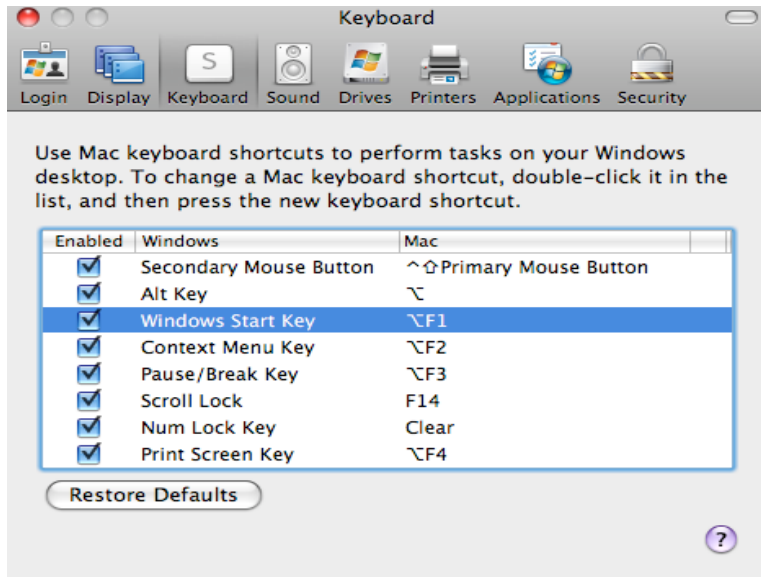 Keyboard
Login Display Keyboard Sound Drives Printers Applications Security
Use Mac keyboard shortcuts to perform tasks on your Windows
desktop. To change a Mac keyboard shortcut, double-click it in the
list, and then press the new keyboard shortcut.
Enabled Windows Mac
Secondary Mouse Button ^⇧Primary Mouse Button
Alt Key ⌥
Windows Start Key ⌥F1
Context Menu Key ⌥F2
Pause/Break Key ⌥F3
Scroll Lock F14
Num Lock Key Clear
Print Screen Key ⌥F4
Restore Defaults
?